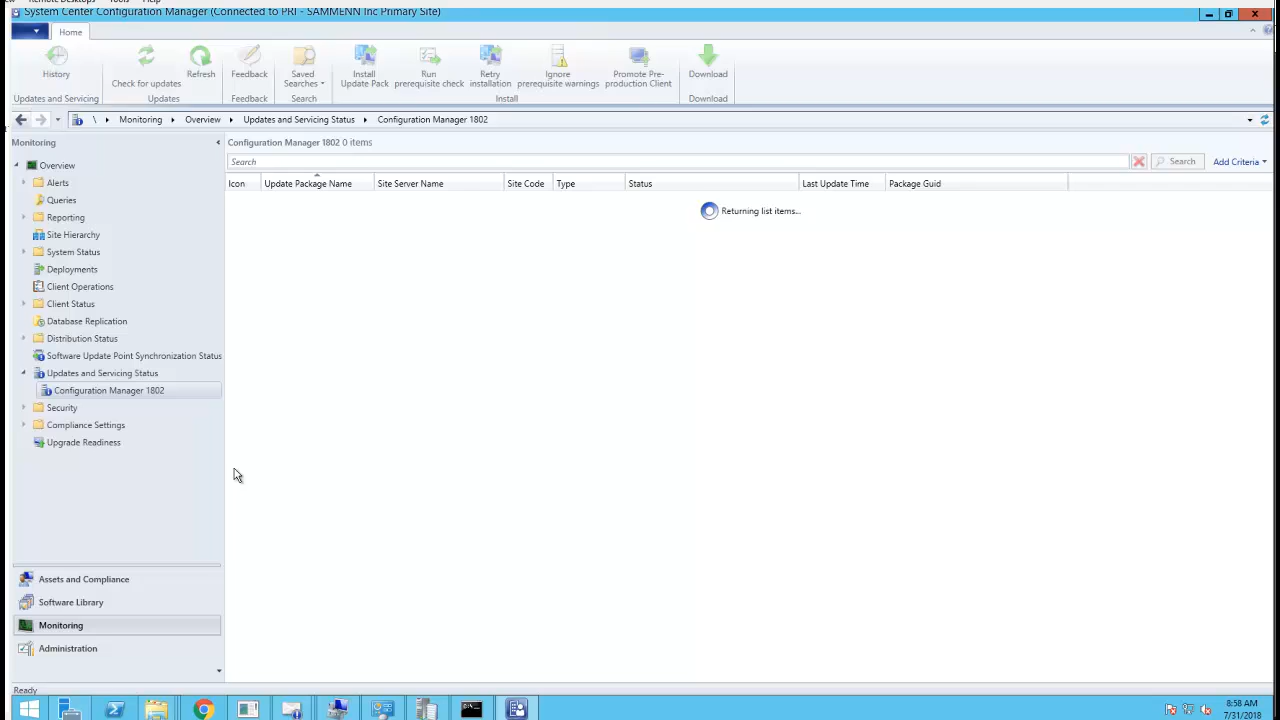 Remote Desktops Tools Help
System Center Configuration Manager (Connected to PRI - SAMMENN Inc Primary Site)
Home
History
Check for updates
Refresh
Feedback
Saved Searches
Install Update Pack
Run prerequisite check
Retry installation
Ignore prerequisite warnings
Promote Pre-production Client
Download
Updates and Servicing
Updates
Feedback
Search
Install
Download
\ Monitoring Overview Updates and Servicing Status Configuration Manager 1802
Monitoring
Configuration Manager 1802 0 items
Search
Search
Add Criteria
Icon Update Package Name Site Server Name Site Code Type Status Last Update Time Package Guid
Returning list items...
Overview
Alerts
Queries
Reporting
Site Hierarchy
System Status
Deployments
Client Operations
Client Status
Database Replication
Distribution Status
Software Update Point Synchronization Status
Updates and Servicing Status
Configuration Manager 1802
Security
Compliance Settings
Upgrade Readiness
Assets and Compliance
Software Library
Monitoring
Administration
Ready
8:58 AM
7/31/2018